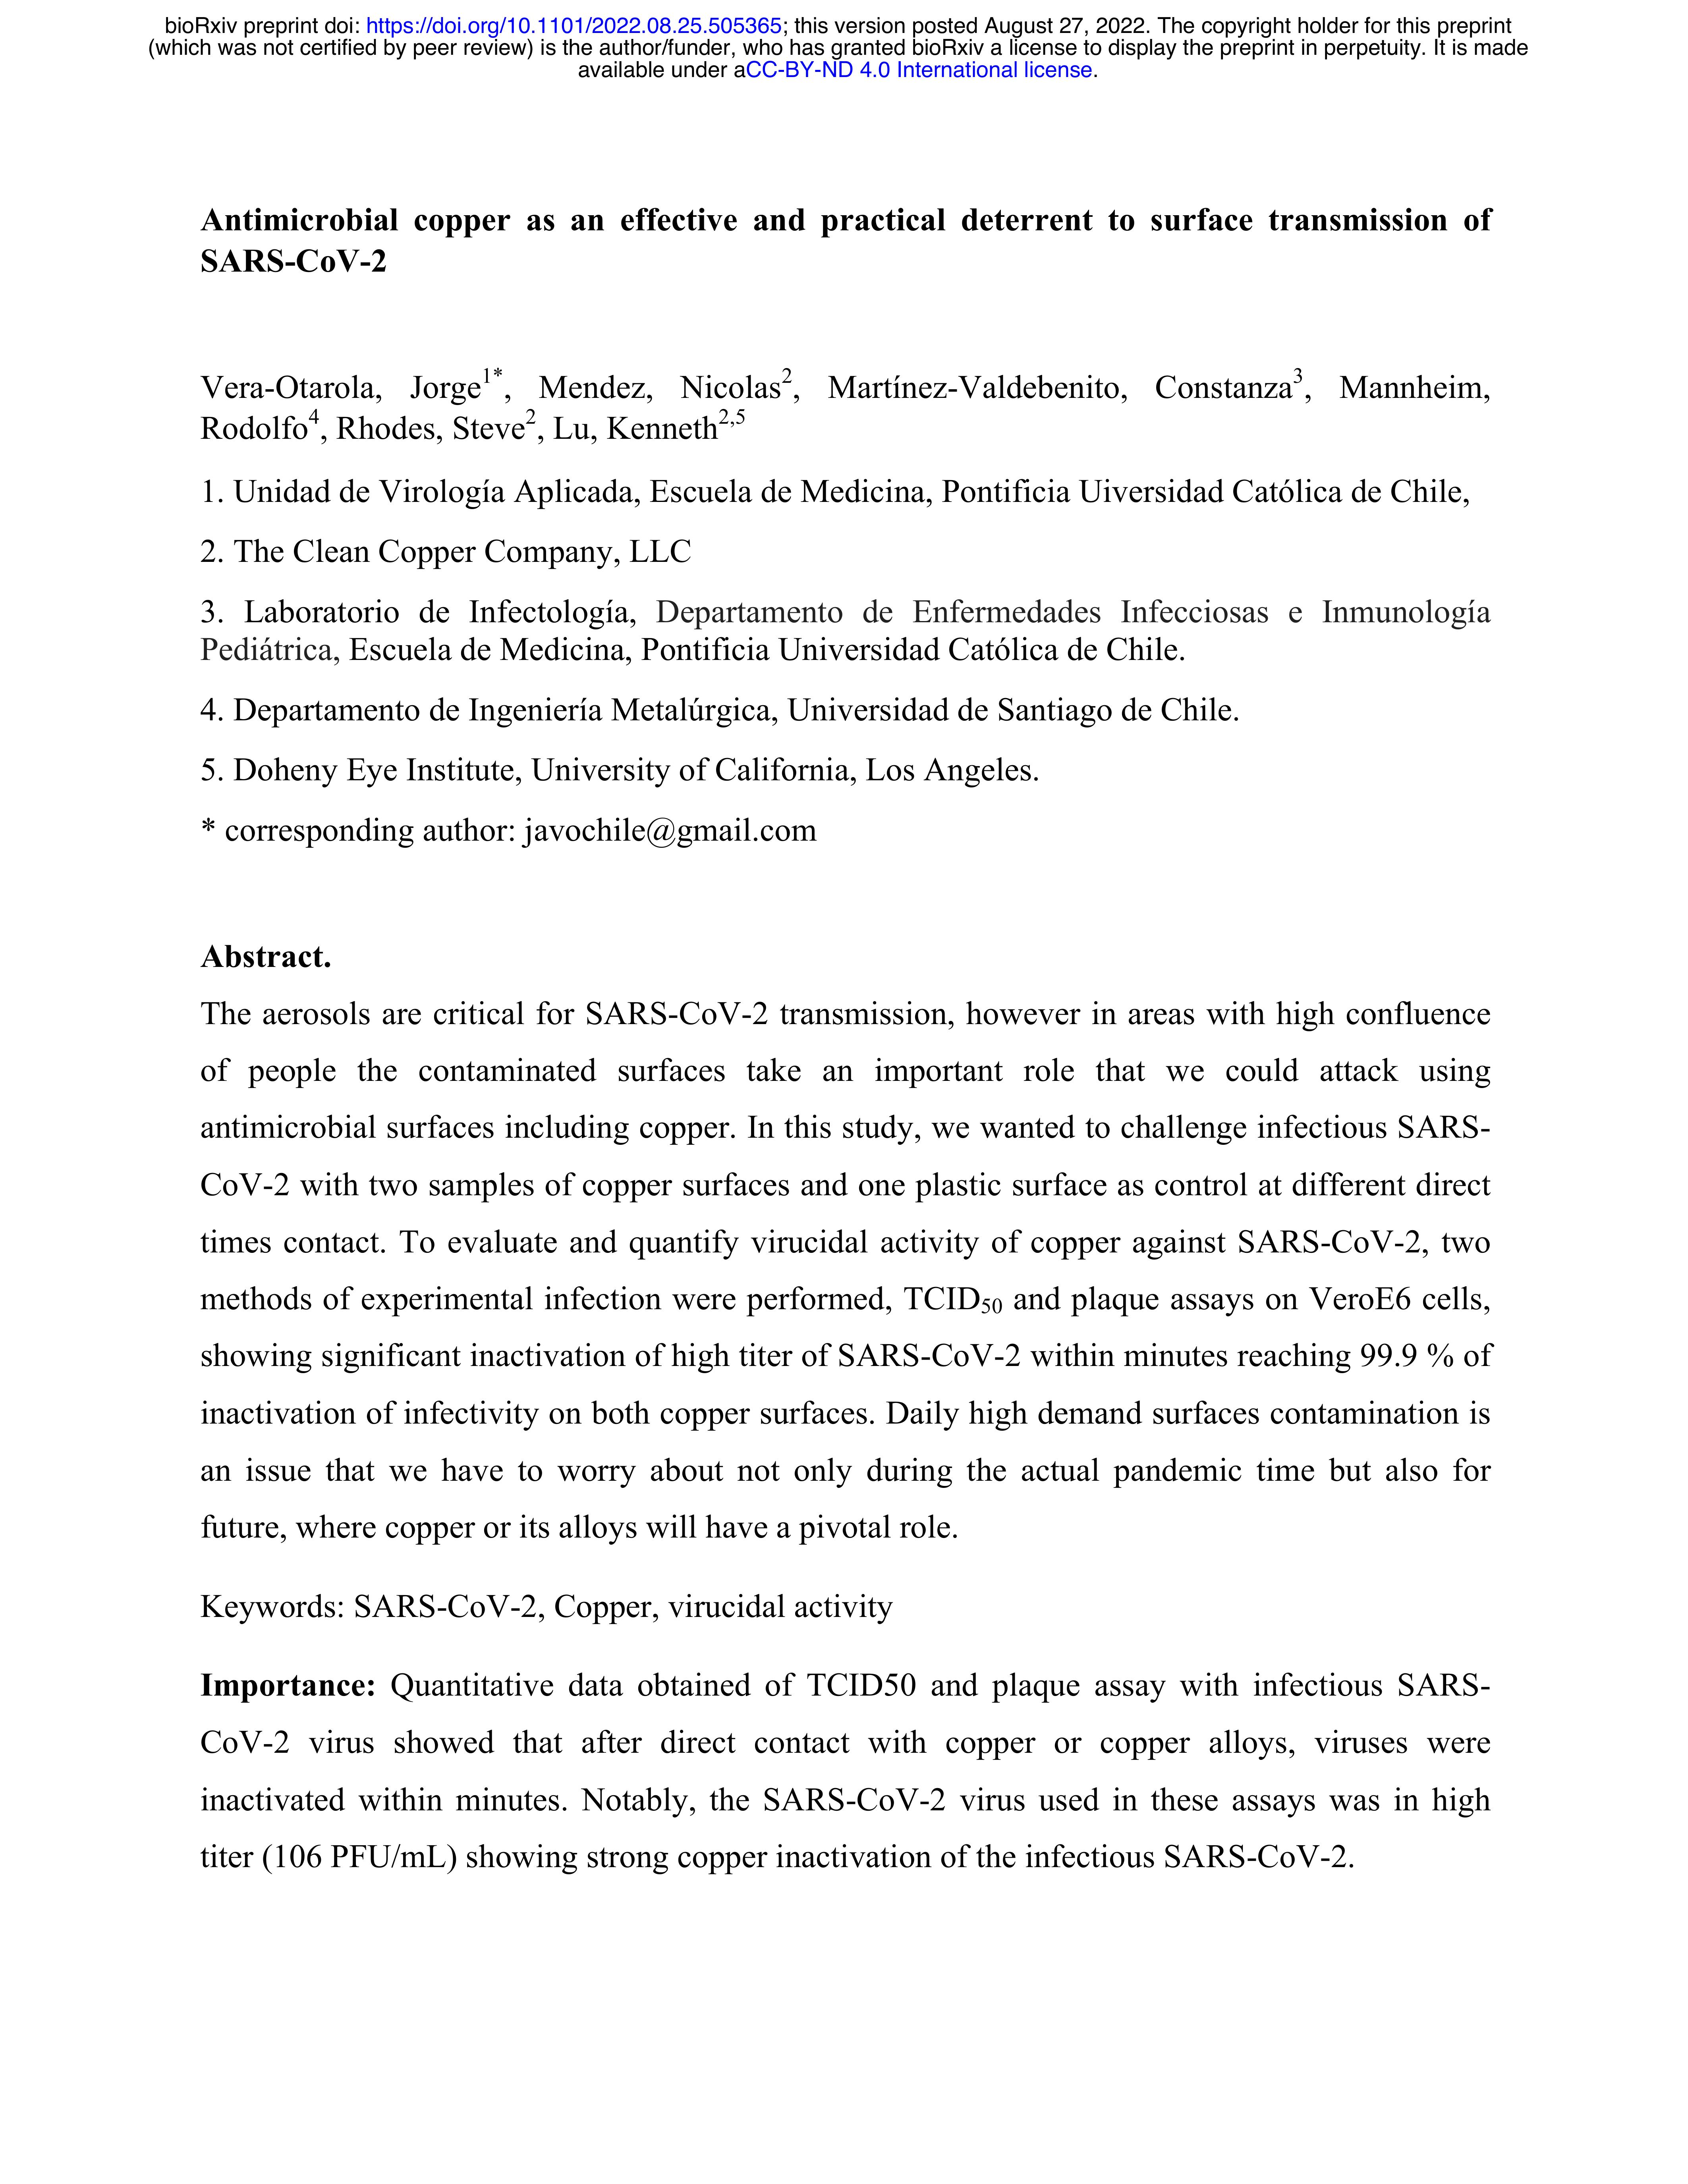 bioRxiv preprint doi: https://doi.org/10.1101/2022.08.25.505365; this version posted August 27, 2022. The copyright holder for this preprint
(which was not certified by peer review) is the author/funder, who has granted bioRxiv a license to display the preprint in perpetuity. It is made
available under aCC-BY-ND 4.0 International license.
Antimicrobial copper as an effective and practical deterrent to surface transmission of
SARS-CoV-2
Vera-Otarola, Jorge1*, Mendez, Nicolas2, Martínez-Valdebenito, Constanza3, Mannheim,
Rodolfo4, Rhodes, Steve2, Lu, Kenneth2,5
1. Unidad de Virología Aplicada, Escuela de Medicina, Pontificia Uiversidad Católica de Chile,
2. The Clean Copper Company, LLC
3. Laboratorio de Infectología, Departamento de Enfermedades Infecciosas e Inmunología
Pediátrica, Escuela de Medicina, Pontificia Universidad Católica de Chile.
4. Departamento de Ingeniería Metalúrgica, Universidad de Santiago de Chile.
5. Doheny Eye Institute, University of California, Los Angeles.
* corresponding author: javochile@gmail.com
Abstract.
The aerosols are critical for SARS-CoV-2 transmission, however in areas with high confluence
of people the contaminated surfaces take an important role that we could attack using
antimicrobial surfaces including copper. In this study, we wanted to challenge infectious SARS-
CoV-2 with two samples of copper surfaces and one plastic surface as control at different direct
times contact. To evaluate and quantify virucidal activity of copper against SARS-CoV-2, two
methods of experimental infection were performed, TCID50 and plaque assays on VeroE6 cells,
showing significant inactivation of high titer of SARS-CoV-2 within minutes reaching 99.9 % of
inactivation of infectivity on both copper surfaces. Daily high demand surfaces contamination is
an issue that we have to worry about not only during the actual pandemic time but also for
future, where copper or its alloys will have a pivotal role.
Keywords: SARS-CoV-2, Copper, virucidal activity
Importance: Quantitative data obtained of TCID50 and plaque assay with infectious SARS-
CoV-2 virus showed that after direct contact with copper or copper alloys, viruses were
inactivated within minutes. Notably, the SARS-CoV-2 virus used in these assays was in high
titer (106 PFU/mL) showing strong copper inactivation of the infectious SARS-CoV-2.